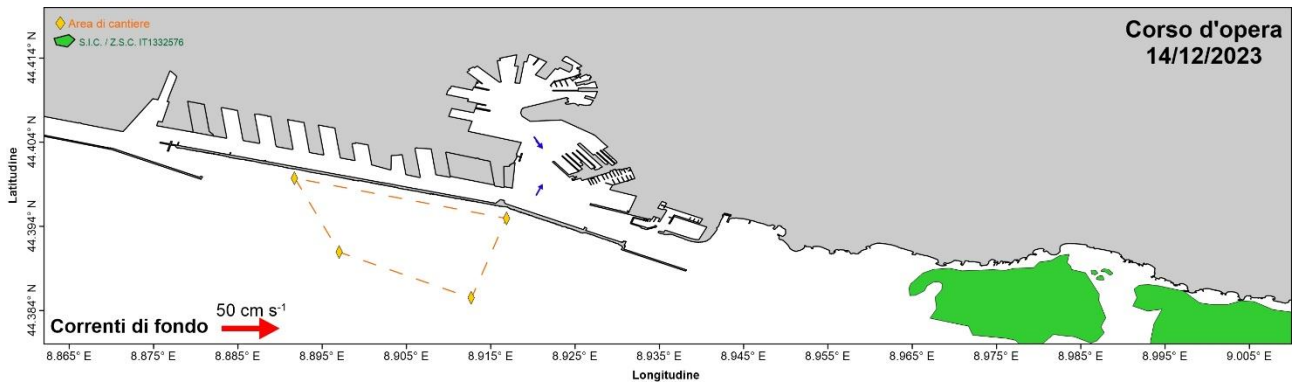 Area di cantiere
S.I.C. / Z.S.C. IT1332576
Corso d'opera
14/12/2023
44.414° N
44.404° N
44.394° N
44.384° N
Latitudine
Correnti di fondo
50 cm s⁻¹
8.865° E
8.875° E
8.885° E
8.895° E
8.905° E
8.915° E
8.925° E
8.935° E
8.945° E
8.955° E
8.965° E
8.975° E
8.985° E
8.995° E
9.005° E
Longitudine